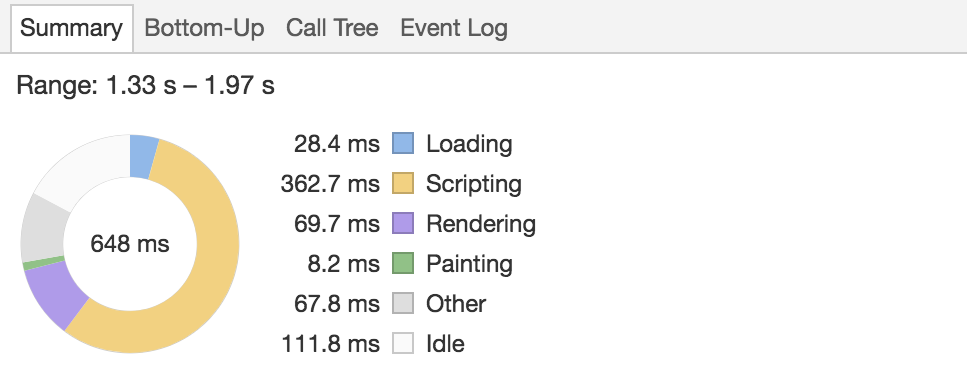 Summary Bottom-Up Call Tree Event Log
Range: 1.33 s – 1.97 s
28.4 ms Loading
362.7 ms Scripting
69.7 ms Rendering
648 ms
8.2 ms Painting
67.8 ms Other
111.8 ms Idle